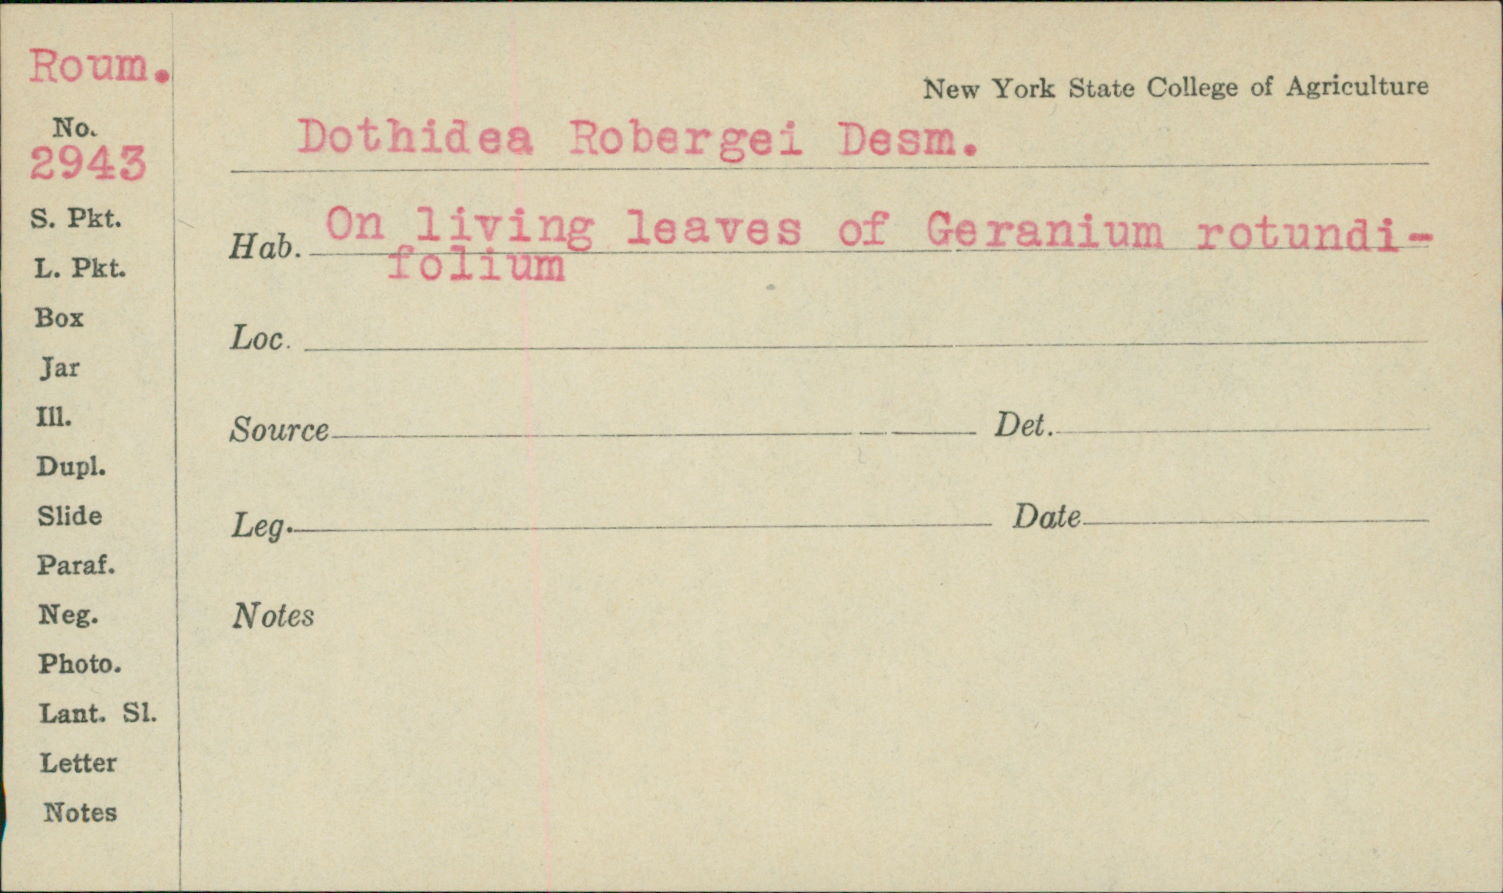 Roum.
No.
2943
S. Pkt.
L. Pkt.
Box
Jar
Ill.
Dupl.
Slide
Paraf.
Neg.
Photo.
Lant. Sl.
Letter
Notes
New York State College of Agriculture
Dothidea Robergei Desm.
Hab. On living leaves of Geranium rotundi-
folium
Loc.
Source Det.
Leg. Date
Notes